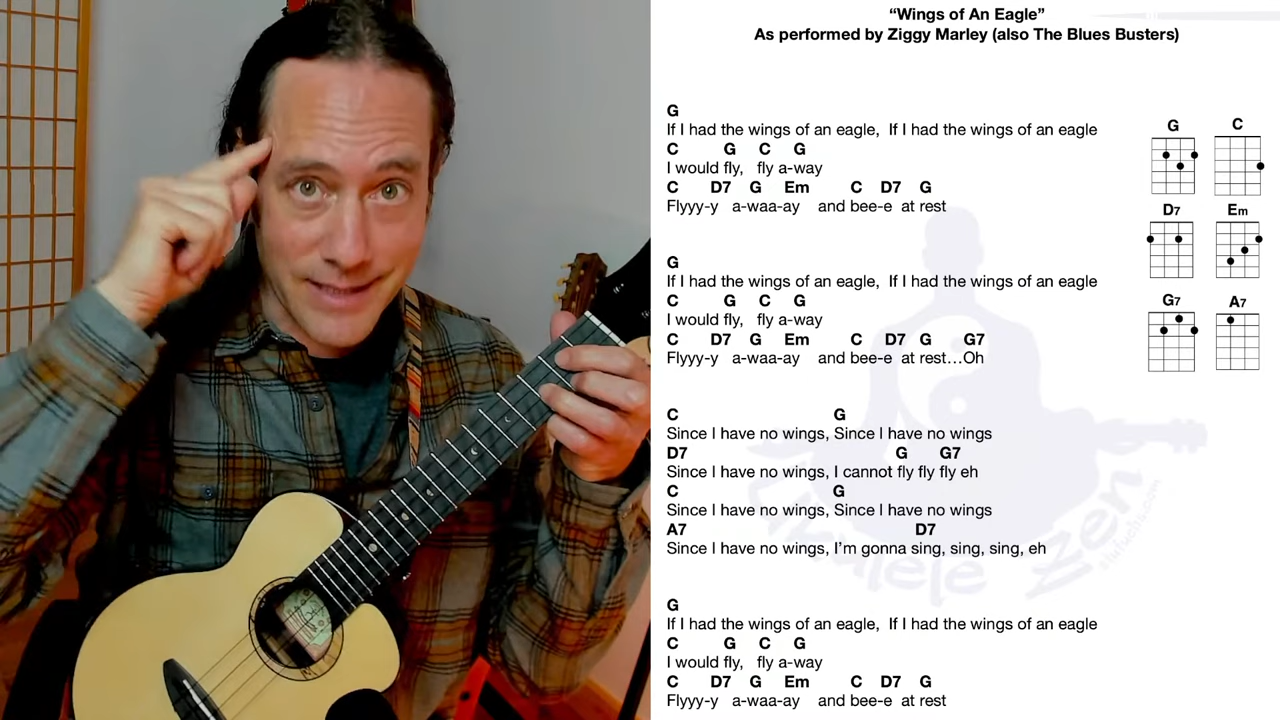 “Wings of An Eagle”
As performed by Ziggy Marley (also The Blues Busters)
G
If I had the wings of an eagle,  If I had the wings of an eagle
C G C G
I would fly,   fly a-way
C D7 G Em C D7 G
Flyyy-y   a-waa-ay    and bee-e  at rest
G
If I had the wings of an eagle,  If I had the wings of an eagle
C G C G
I would fly,   fly a-way
C D7 G Em C D7 G G7
Flyyy-y   a-waa-ay    and bee-e  at rest…Oh
C G
Since I have no wings, Since I have no wings
D7 G G7
Since I have no wings, I cannot fly fly fly eh
C G
Since I have no wings, Since I have no wings
A7 D7
Since I have no wings, I’m gonna sing, sing, sing, eh
G
If I had the wings of an eagle,  If I had the wings of an eagle
C G C G
I would fly,   fly a-way
C D7 G Em C D7 G
Flyyy-y   a-waa-ay    and bee-e  at rest
G C
D7 Em
G7 A7
Ukulele Zen